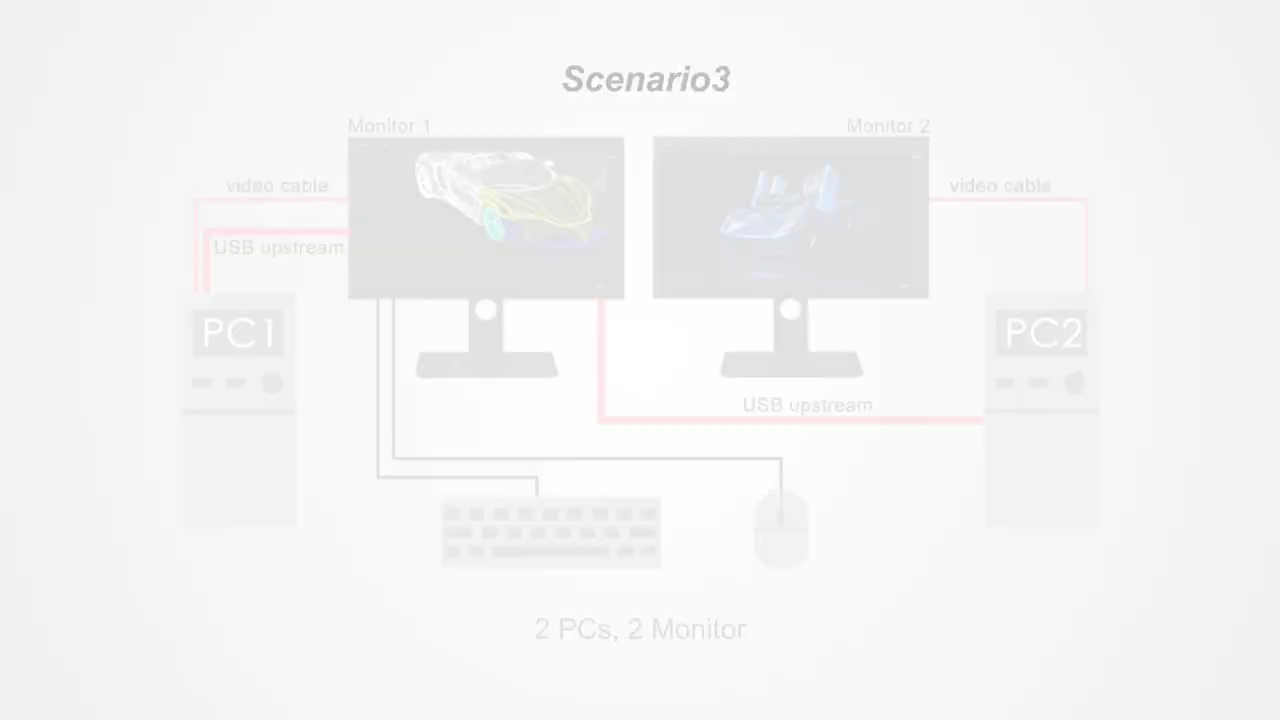 Scenario3
Monitor 1
Monitor 2
video cable
video cable
USB upstream
PC1
PC2
USB upstream
2 PCs, 2 Monitor